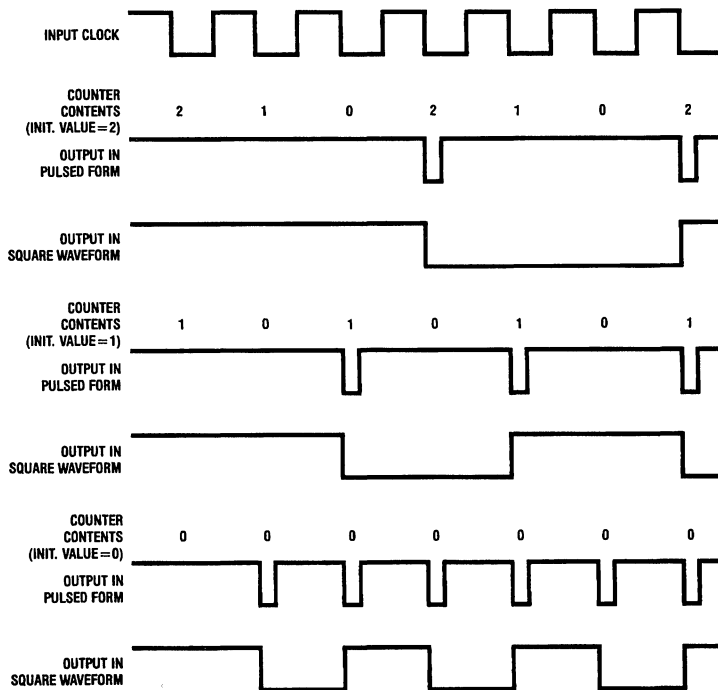 INPUT CLOCK
COUNTER
CONTENTS
(INIT. VALUE=2)
2 1 0 2 1 0 2
OUTPUT IN
PULSED FORM
OUTPUT IN
SQUARE WAVEFORM
COUNTER
CONTENTS
(INIT. VALUE=1)
1 0 1 0 1 0 1
OUTPUT IN
PULSED FORM
OUTPUT IN
SQUARE WAVEFORM
COUNTER
CONTENTS
(INIT. VALUE=0)
0 0 0 0 0 0 0
OUTPUT IN
PULSED FORM
OUTPUT IN
SQUARE WAVEFORM